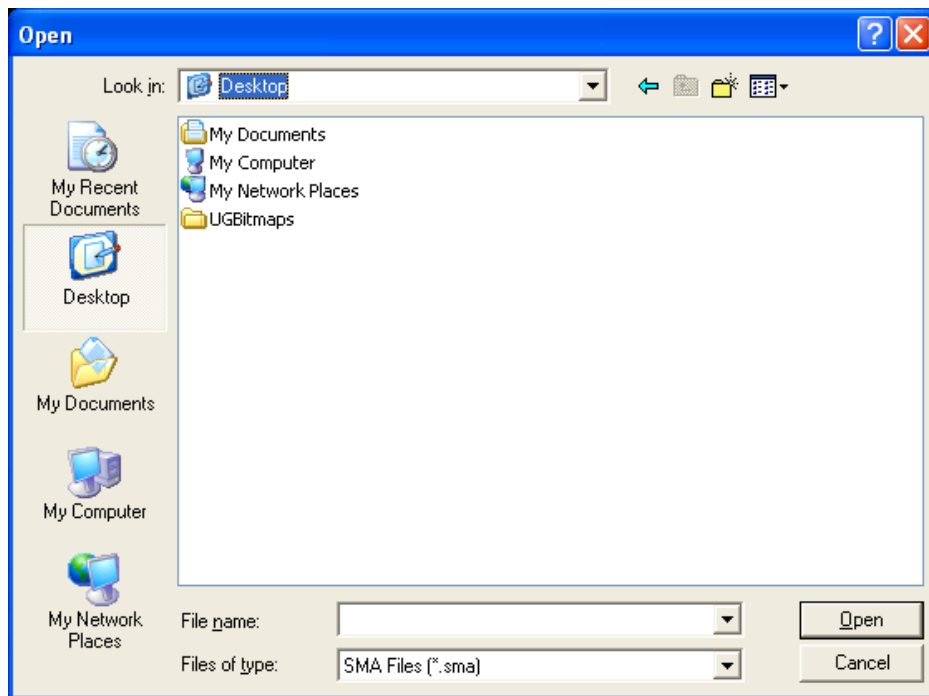 Open
Look in:
Desktop
My Documents
My Computer
My Network Places
UGBitmaps
My Recent
Documents
Desktop
My Documents
My Computer
My Network
Places
File name:
Open
Files of type:
SMA Files (*.sma)
Cancel